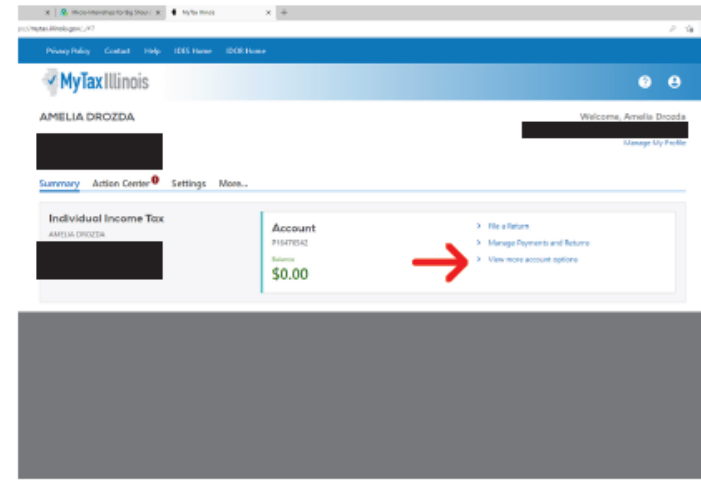 MyTax Illinois
Privacy Policy Contact Help IDES Home IDOR Home
MyTax Illinois
AMELIA DROZDA
Welcome, Amelia Drozda
Manage My Profile
Summary Action Center Settings More...
Individual Income Tax
AMELIA DROZDA
Account
Balance
$0.00
> File a Return
> Manage Payments and Returns
> View more account options